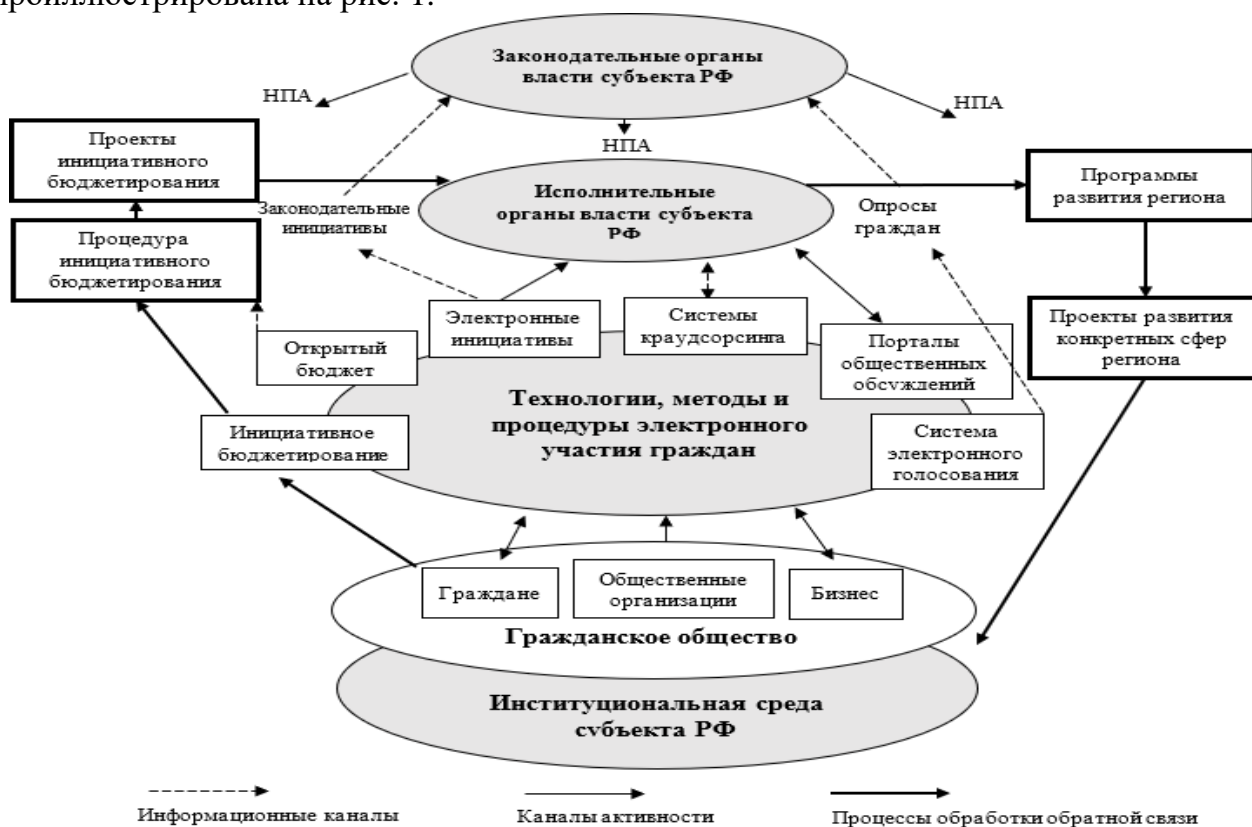 проиллюстрирована на рис. 1.
Законодательные органы
власти субъекта РФ
НПА
НПА
НПА
Проекты
инициативного
бюджетирования
Исполнительные
органы власти субъекта
РФ
Программы
развития региона
Законодательные
инициативы
Опросы
граждан
Процедура
инициативного
бюджетирования
Электронные
инициативы
Системы
краудсорсинга
Проекты развития
конкретных сфер
региона
Открытый
бюджет
Порталы
общественных
обсуждений
Технологии, методы и
процедуры электронного
участия граждан
Инициативное
бюджетирование
Система
электронного
голосования
Граждане
Общественные
организации
Бизнес
Гражданское общество
Институциональная среда
субъекта РФ
Информационные каналы
Каналы активности
Процессы обработки обратной связи